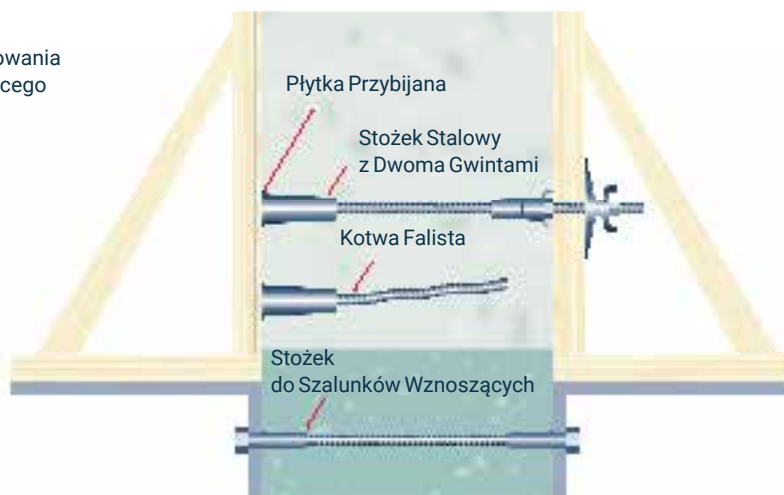 Płytka Przybijana
Stożek Stalowy
z Dwoma Gwintami
Kotwa Falista
Stożek
do Szalunków Wznoszących